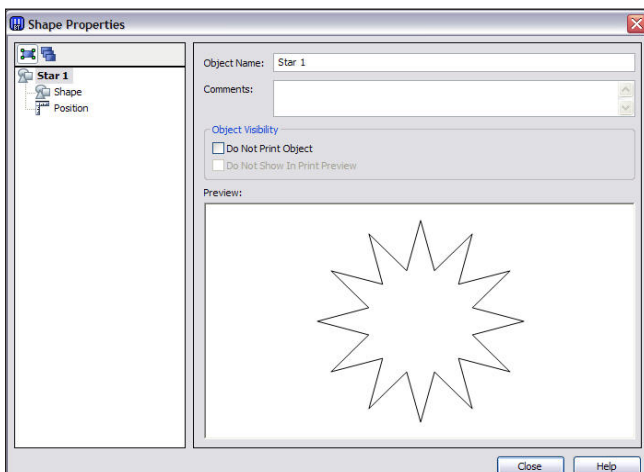 Shape Properties
Star 1
Shape
Position
Object Name: Star 1
Comments:
Object Visibility
Do Not Print Object
Do Not Show In Print Preview
Preview:
Close Help